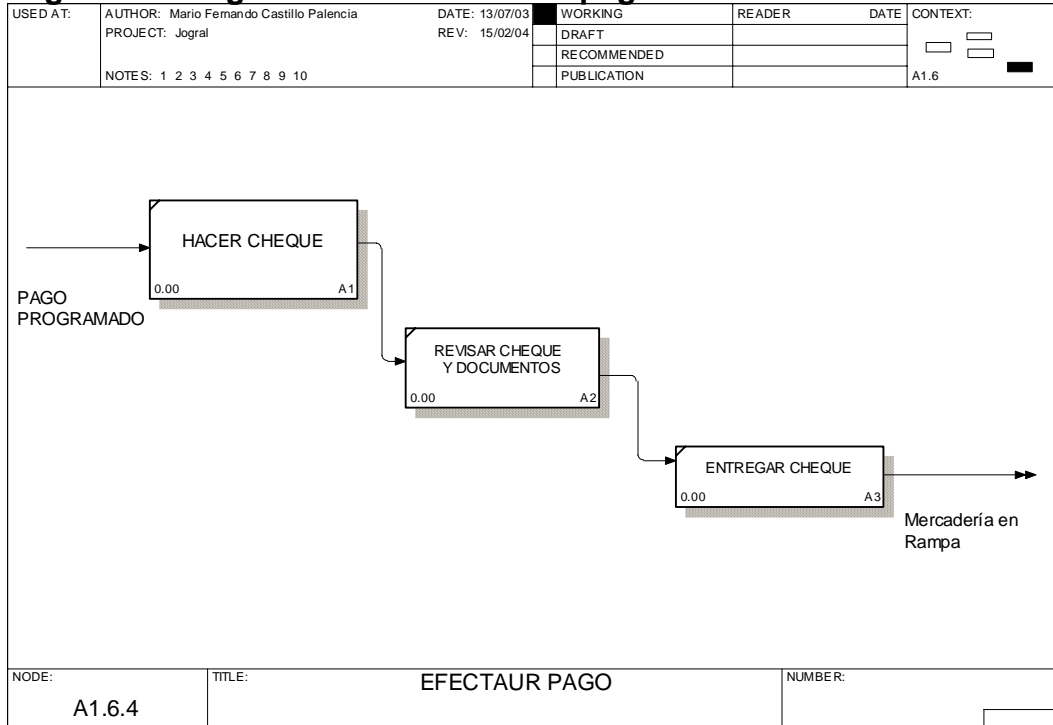 USED AT:
AUTHOR: Mario Fernando Castillo Palencia
DATE: 13/07/03
PROJECT: Jogral
REV: 15/02/04
NOTES: 1 2 3 4 5 6 7 8 9 10
WORKING
DRAFT
RECOMMENDED
PUBLICATION
READER
DATE
CONTEXT:
A1.6
HACER CHEQUE
0.00
A1
PAGO
PROGRAMADO
REVISAR CHEQUE
Y DOCUMENTOS
0.00
A2
ENTREGAR CHEQUE
0.00
A3
Mercadería en
Rampa
NODE:
A1.6.4
TITLE:
EFECTAUR PAGO
NUMBER: